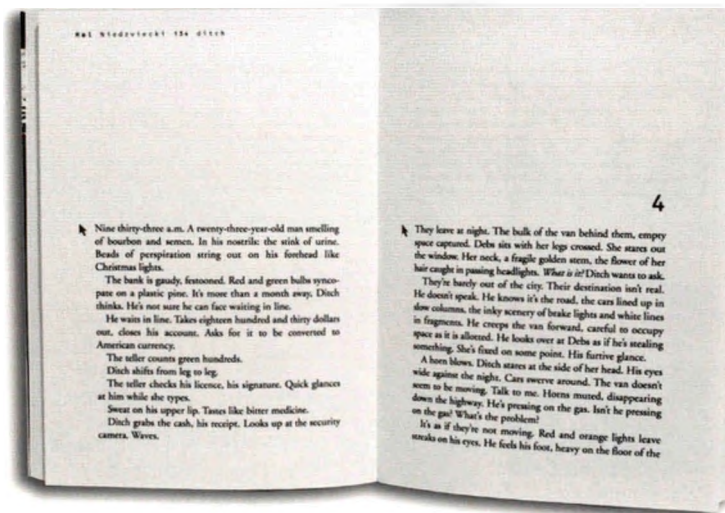 Hal Niedzviecki 134 ditch
Nine thirty-three a.m. A twenty-three-year-old man smelling
of bourbon and semen. In his nostrils: the stink of urine.
Beads of perspiration string out on his forehead like
Christmas lights.
The bank is gaudy, festooned. Red and green bulbs synco-
pate on a plastic pine. It's more than a month away, Ditch
thinks. He's not sure he can face waiting in line.
He waits in line. Takes eighteen hundred and thirty dollars
out, closes his account. Asks for it to be converted to
American currency.
The teller counts green hundreds.
Ditch shifts from leg to leg.
The teller checks his licence, his signature. Quick glances
at him while she types.
Sweat on his upper lip. Tastes like bitter medicine.
Ditch grabs the cash, his receipt. Looks up at the security
camera. Waves.
4
They leave at night. The bulk of the van behind them, empty
space captured. Debs sits with her legs crossed. She stares out
the window. Her neck, a fragile golden stem, the flower of her
hair caught in passing headlights. What is it? Ditch wants to ask.
They're barely out of the city. Their destination isn't real.
He doesn't speak. He knows it's the road, the cars lined up in
slow columns, the inky scenery of brake lights and white lines
in fragments. He creeps the van forward, careful to occupy
space as it is allotted. He looks over at Debs as if he's stealing
something. She's fixed on some point. His furtive glance.
A horn blows. Ditch stares at the side of her head. His eyes
wide against the night. Cars swerve around. The van doesn't
seem to be moving. Talk to me. Horns muted, disappearing
down the highway. He's pressing on the gas. Isn't he pressing
on the gas? What's the problem?
It's as if they're not moving. Red and orange lights leave
streaks on his eyes. He feels his foot, heavy on the floor of the